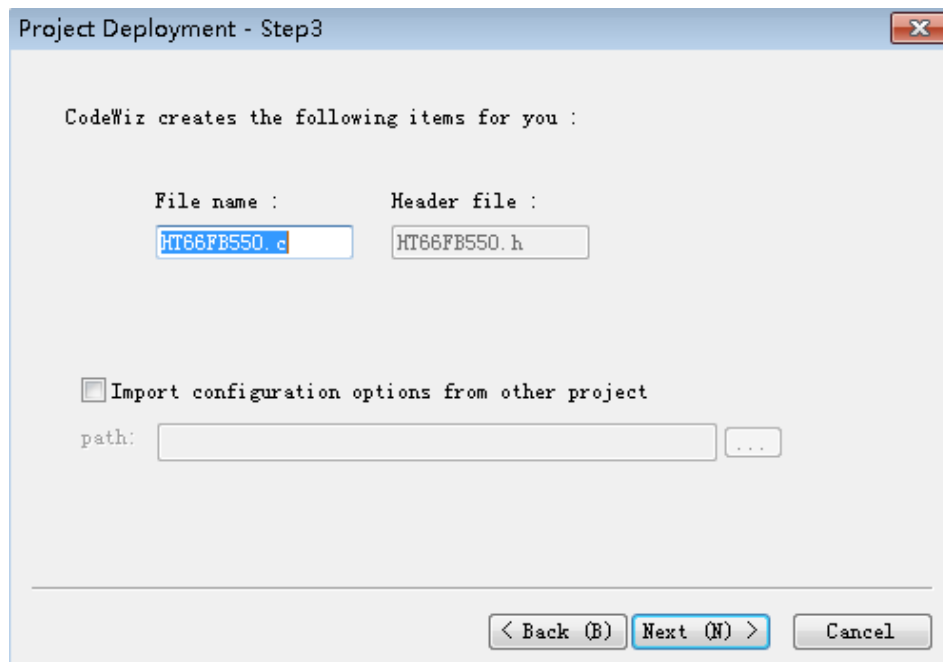 Project Deployment - Step3
CodeWiz creates the following items for you :
File name : Header file :
HT66FB550.c HT66FB550.h
Import configuration options from other project
path: ...
< Back (B) Next (N) > Cancel